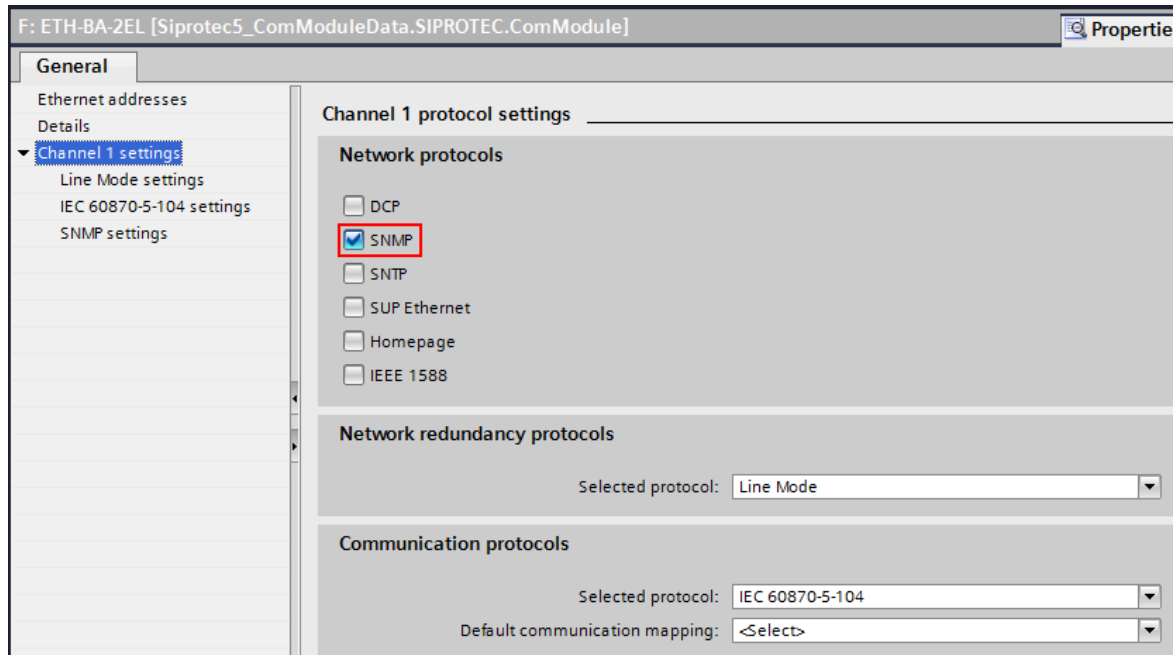 F: ETH-BA-2EL [Siprotec5_ComModuleData.SIPROTEC.ComModule]
Propertie
General
Ethernet addresses
Details
Channel 1 settings
Line Mode settings
IEC 60870-5-104 settings
SNMP settings
Channel 1 protocol settings
Network protocols
DCP
SNMP
SNTP
SUP Ethernet
Homepage
IEEE 1588
Network redundancy protocols
Selected protocol: Line Mode
Communication protocols
Selected protocol: IEC 60870-5-104
Default communication mapping: <Select>